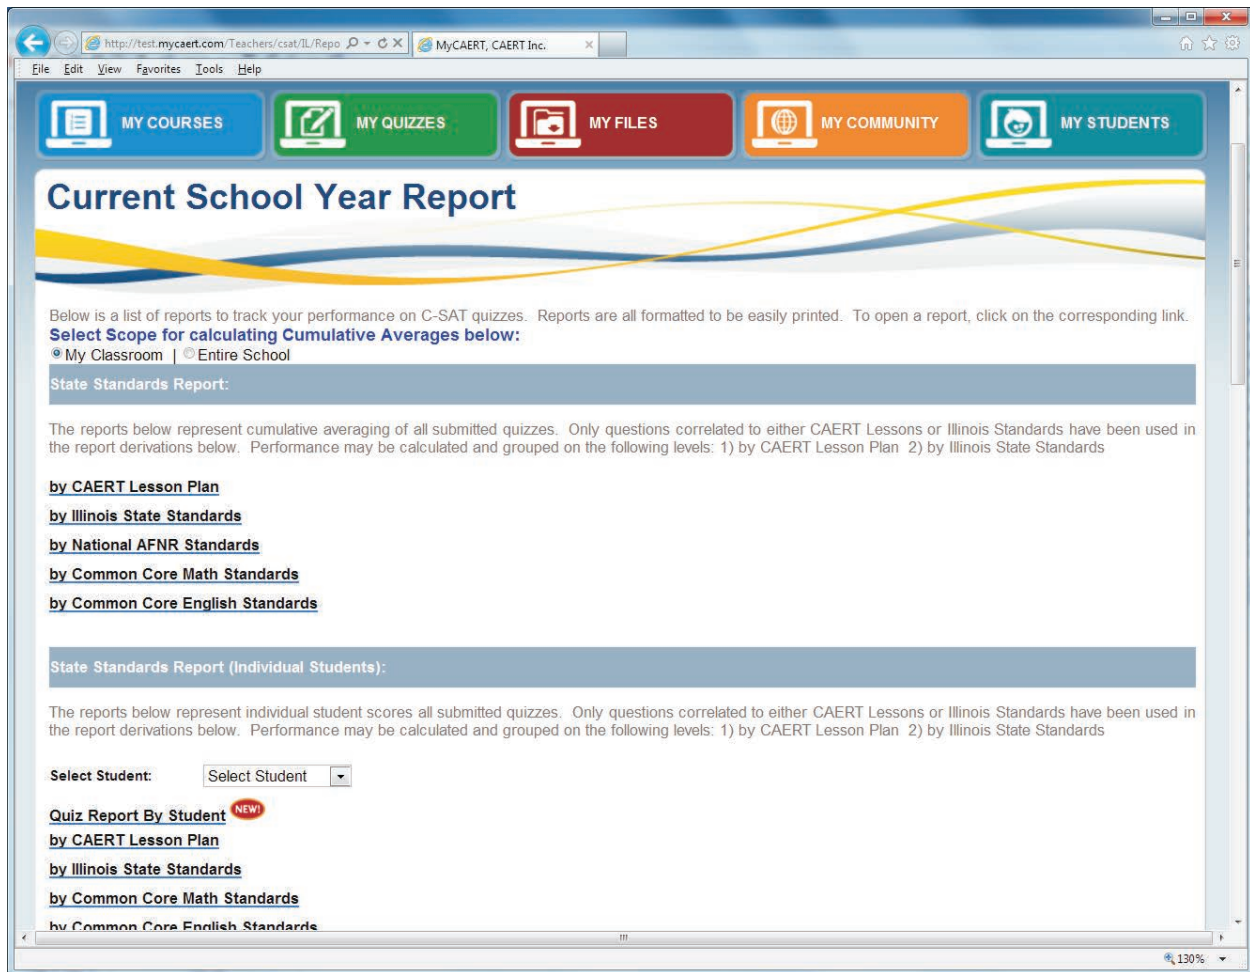 http://test.mycaert.com/Teachers/csat/IL/Repo
MyCAERT, CAERT Inc.
File Edit View Favorites Tools Help
MY COURSES
MY QUIZZES
MY FILES
MY COMMUNITY
MY STUDENTS
Current School Year Report
Below is a list of reports to track your performance on C-SAT quizzes. Reports are all formatted to be easily printed. To open a report, click on the corresponding link.
Select Scope for calculating Cumulative Averages below:
My Classroom | Entire School
State Standards Report:
The reports below represent cumulative averaging of all submitted quizzes. Only questions correlated to either CAERT Lessons or Illinois Standards have been used in
the report derivations below. Performance may be calculated and grouped on the following levels: 1) by CAERT Lesson Plan 2) by Illinois State Standards
by CAERT Lesson Plan
by Illinois State Standards
by National AFNR Standards
by Common Core Math Standards
by Common Core English Standards
State Standards Report (Individual Students):
The reports below represent individual student scores all submitted quizzes. Only questions correlated to either CAERT Lessons or Illinois Standards have been used in
the report derivations below. Performance may be calculated and grouped on the following levels: 1) by CAERT Lesson Plan 2) by Illinois State Standards
Select Student: Select Student
Quiz Report By Student NEW!
by CAERT Lesson Plan
by Illinois State Standards
by Common Core Math Standards
by Common Core English Standards
130%